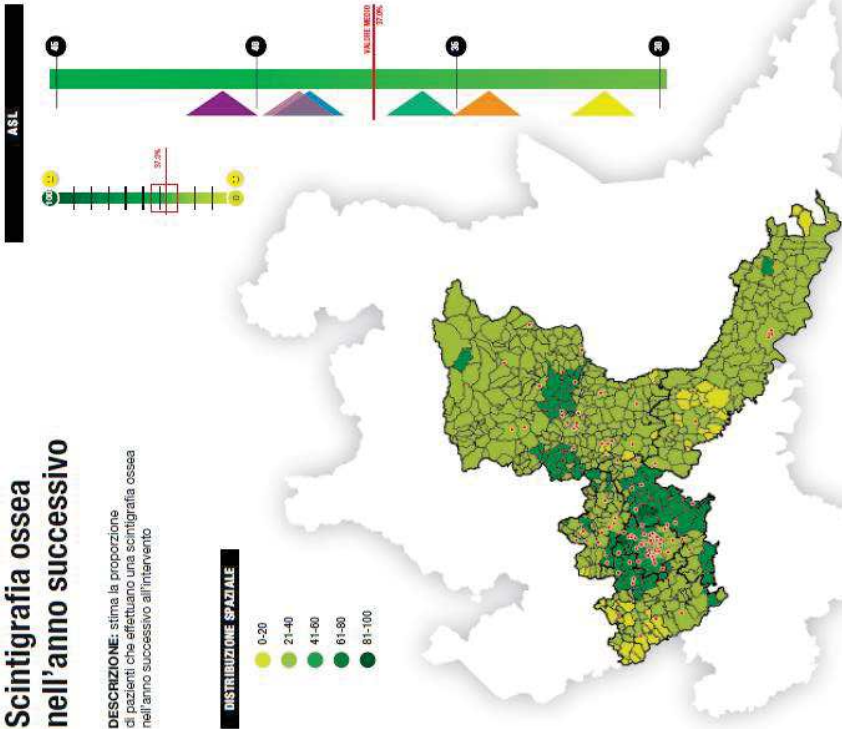 Scintigrafia ossea
nell'anno successivo
DESCRIZIONE: stima la proporzione
di pazienti che effettuano una scintigrafia ossea
nell'anno successivo all'intervento
DISTRIBUZIONE SPAZIALE
0-20
21-40
41-60
61-80
81-100
ASL
100
37.0%
0
45
40
VALORE MEDIO
37.0%
35
30